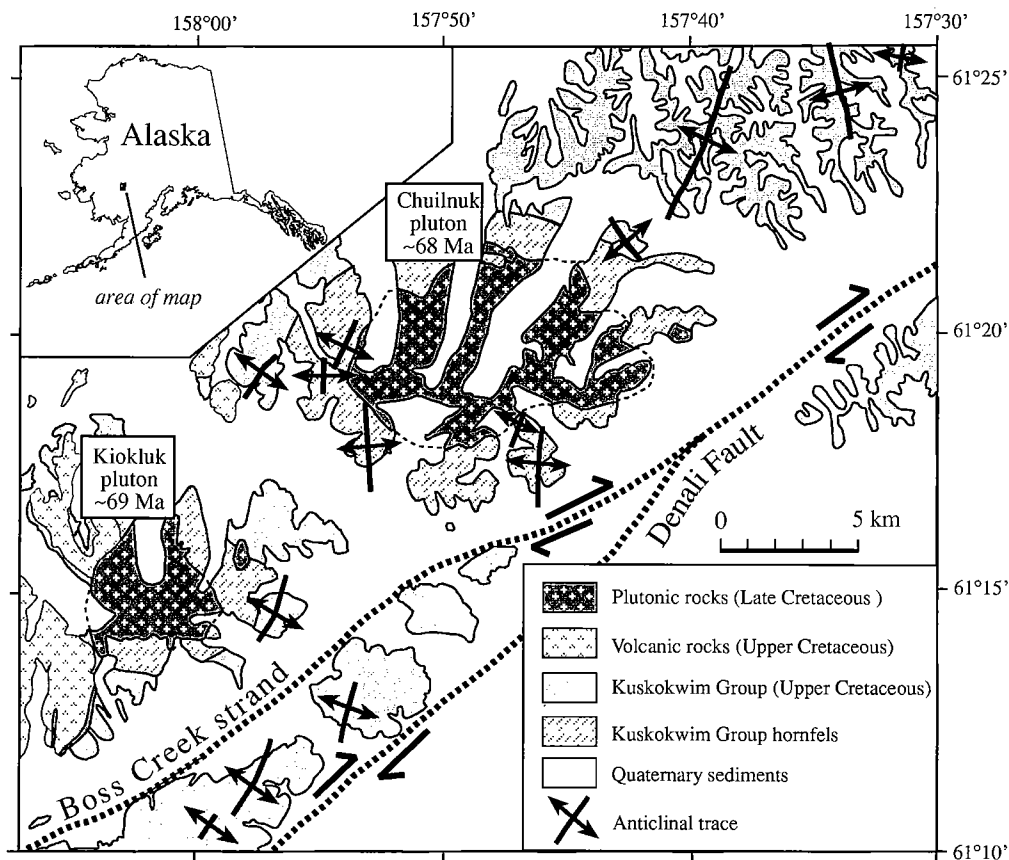 158°00'
157°50'
157°40'
157°30'
61°25'
Alaska
area of map
Chuilnuk
pluton
~68 Ma
61°20'
Kiokluk
pluton
~69 Ma
Denali Fault
0 5 km
61°15'
Boss Creek strand
Plutonic rocks (Late Cretaceous )
Volcanic rocks (Upper Cretaceous)
Kuskokwim Group (Upper Cretaceous)
Kuskokwim Group hornfels
Quaternary sediments
Anticlinal trace
61°10'